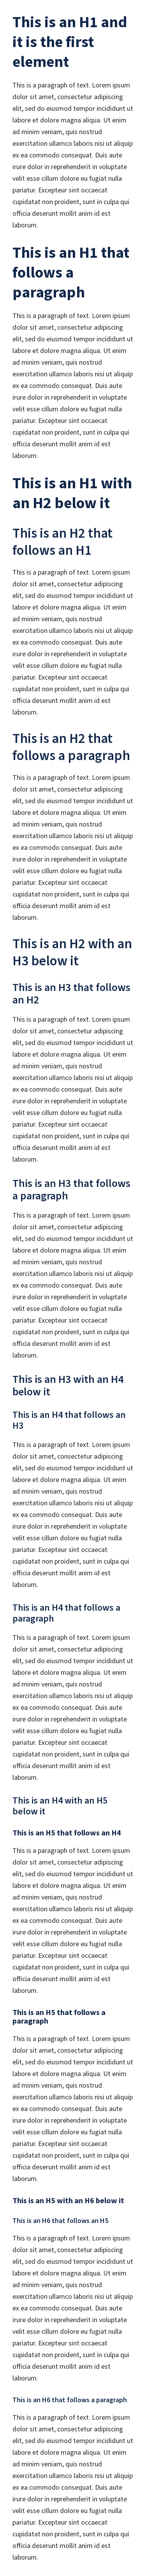 This is an H1 and
it is the first
element
This is a paragraph of text. Lorem ipsum
dolor sit amet, consectetur adipiscing
elit, sed do eiusmod tempor incididunt ut
labore et dolore magna aliqua. Ut enim
ad minim veniam, quis nostrud
exercitation ullamco laboris nisi ut aliquip
ex ea commodo consequat. Duis aute
irure dolor in reprehenderit in voluptate
velit esse cillum dolore eu fugiat nulla
pariatur. Excepteur sint occaecat
cupidatat non proident, sunt in culpa qui
officia deserunt mollit anim id est
laborum.
This is an H1 that
follows a
paragraph
This is a paragraph of text. Lorem ipsum
dolor sit amet, consectetur adipiscing
elit, sed do eiusmod tempor incididunt ut
labore et dolore magna aliqua. Ut enim
ad minim veniam, quis nostrud
exercitation ullamco laboris nisi ut aliquip
ex ea commodo consequat. Duis aute
irure dolor in reprehenderit in voluptate
velit esse cillum dolore eu fugiat nulla
pariatur. Excepteur sint occaecat
cupidatat non proident, sunt in culpa qui
officia deserunt mollit anim id est
laborum.
This is an H1 with
an H2 below it
This is an H2 that
follows an H1
This is a paragraph of text. Lorem ipsum
dolor sit amet, consectetur adipiscing
elit, sed do eiusmod tempor incididunt ut
labore et dolore magna aliqua. Ut enim
ad minim veniam, quis nostrud
exercitation ullamco laboris nisi ut aliquip
ex ea commodo consequat. Duis aute
irure dolor in reprehenderit in voluptate
velit esse cillum dolore eu fugiat nulla
pariatur. Excepteur sint occaecat
cupidatat non proident, sunt in culpa qui
officia deserunt mollit anim id est
laborum.
This is an H2 that
follows a paragraph
This is a paragraph of text. Lorem ipsum
dolor sit amet, consectetur adipiscing
elit, sed do eiusmod tempor incididunt ut
labore et dolore magna aliqua. Ut enim
ad minim veniam, quis nostrud
exercitation ullamco laboris nisi ut aliquip
ex ea commodo consequat. Duis aute
irure dolor in reprehenderit in voluptate
velit esse cillum dolore eu fugiat nulla
pariatur. Excepteur sint occaecat
cupidatat non proident, sunt in culpa qui
officia deserunt mollit anim id est
laborum.
This is an H2 with an
H3 below it
This is an H3 that follows
an H2
This is a paragraph of text. Lorem ipsum
dolor sit amet, consectetur adipiscing
elit, sed do eiusmod tempor incididunt ut
labore et dolore magna aliqua. Ut enim
ad minim veniam, quis nostrud
exercitation ullamco laboris nisi ut aliquip
ex ea commodo consequat. Duis aute
irure dolor in reprehenderit in voluptate
velit esse cillum dolore eu fugiat nulla
pariatur. Excepteur sint occaecat
cupidatat non proident, sunt in culpa qui
officia deserunt mollit anim id est
laborum.
This is an H3 that follows
a paragraph
This is a paragraph of text. Lorem ipsum
dolor sit amet, consectetur adipiscing
elit, sed do eiusmod tempor incididunt ut
labore et dolore magna aliqua. Ut enim
ad minim veniam, quis nostrud
exercitation ullamco laboris nisi ut aliquip
ex ea commodo consequat. Duis aute
irure dolor in reprehenderit in voluptate
velit esse cillum dolore eu fugiat nulla
pariatur. Excepteur sint occaecat
cupidatat non proident, sunt in culpa qui
officia deserunt mollit anim id est
laborum.
This is an H3 with an H4
below it
This is an H4 that follows an
H3
This is a paragraph of text. Lorem ipsum
dolor sit amet, consectetur adipiscing
elit, sed do eiusmod tempor incididunt ut
labore et dolore magna aliqua. Ut enim
ad minim veniam, quis nostrud
exercitation ullamco laboris nisi ut aliquip
ex ea commodo consequat. Duis aute
irure dolor in reprehenderit in voluptate
velit esse cillum dolore eu fugiat nulla
pariatur. Excepteur sint occaecat
cupidatat non proident, sunt in culpa qui
officia deserunt mollit anim id est
laborum.
This is an H4 that follows a
paragraph
This is a paragraph of text. Lorem ipsum
dolor sit amet, consectetur adipiscing
elit, sed do eiusmod tempor incididunt ut
labore et dolore magna aliqua. Ut enim
ad minim veniam, quis nostrud
exercitation ullamco laboris nisi ut aliquip
ex ea commodo consequat. Duis aute
irure dolor in reprehenderit in voluptate
velit esse cillum dolore eu fugiat nulla
pariatur. Excepteur sint occaecat
cupidatat non proident, sunt in culpa qui
officia deserunt mollit anim id est
laborum.
This is an H4 with an H5
below it
This is an H5 that follows an H4
This is a paragraph of text. Lorem ipsum
dolor sit amet, consectetur adipiscing
elit, sed do eiusmod tempor incididunt ut
labore et dolore magna aliqua. Ut enim
ad minim veniam, quis nostrud
exercitation ullamco laboris nisi ut aliquip
ex ea commodo consequat. Duis aute
irure dolor in reprehenderit in voluptate
velit esse cillum dolore eu fugiat nulla
pariatur. Excepteur sint occaecat
cupidatat non proident, sunt in culpa qui
officia deserunt mollit anim id est
laborum.
This is an H5 that follows a
paragraph
This is a paragraph of text. Lorem ipsum
dolor sit amet, consectetur adipiscing
elit, sed do eiusmod tempor incididunt ut
labore et dolore magna aliqua. Ut enim
ad minim veniam, quis nostrud
exercitation ullamco laboris nisi ut aliquip
ex ea commodo consequat. Duis aute
irure dolor in reprehenderit in voluptate
velit esse cillum dolore eu fugiat nulla
pariatur. Excepteur sint occaecat
cupidatat non proident, sunt in culpa qui
officia deserunt mollit anim id est
laborum.
This is an H5 with an H6 below it
This is an H6 that follows an H5
This is a paragraph of text. Lorem ipsum
dolor sit amet, consectetur adipiscing
elit, sed do eiusmod tempor incididunt ut
labore et dolore magna aliqua. Ut enim
ad minim veniam, quis nostrud
exercitation ullamco laboris nisi ut aliquip
ex ea commodo consequat. Duis aute
irure dolor in reprehenderit in voluptate
velit esse cillum dolore eu fugiat nulla
pariatur. Excepteur sint occaecat
cupidatat non proident, sunt in culpa qui
officia deserunt mollit anim id est
laborum.
This is an H6 that follows a paragraph
This is a paragraph of text. Lorem ipsum
dolor sit amet, consectetur adipiscing
elit, sed do eiusmod tempor incididunt ut
labore et dolore magna aliqua. Ut enim
ad minim veniam, quis nostrud
exercitation ullamco laboris nisi ut aliquip
ex ea commodo consequat. Duis aute
irure dolor in reprehenderit in voluptate
velit esse cillum dolore eu fugiat nulla
pariatur. Excepteur sint occaecat
cupidatat non proident, sunt in culpa qui
officia deserunt mollit anim id est
laborum.